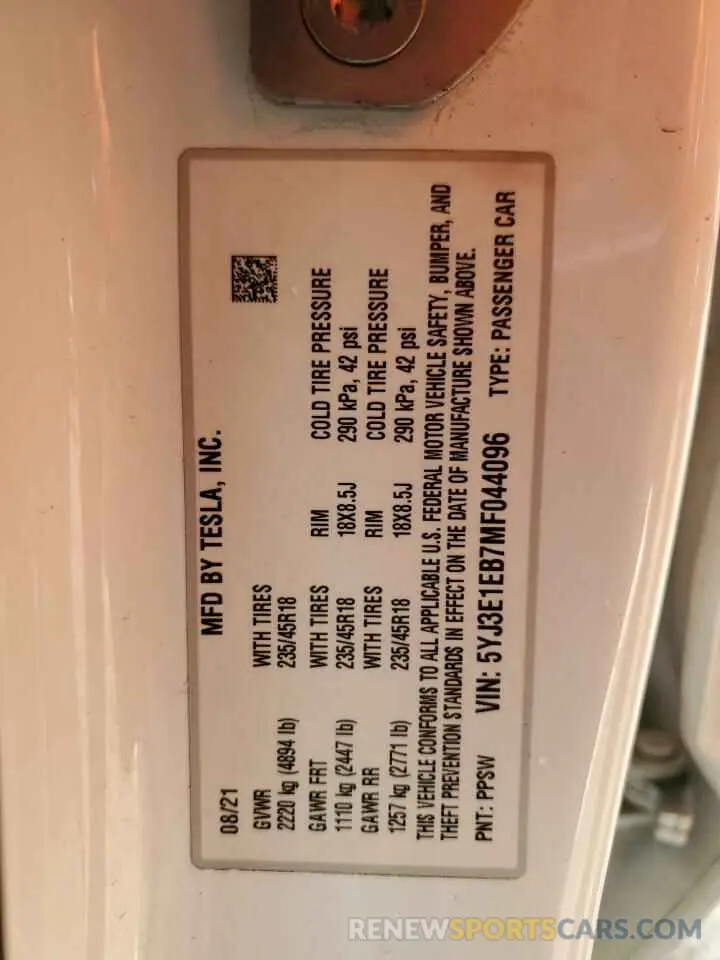 MFD BY TESLA, INC.
08/21
GVWR WITH TIRES
2220 kg (4894 lb) 235/45R18
GAWR FRT WITH TIRES RIM COLD TIRE PRESSURE
1110 kg (2447 lb) 235/45R18 18X8.5J 290 kPa, 42 psi
GAWR RR WITH TIRES RIM COLD TIRE PRESSURE
1257 kg (2771 lb) 235/45R18 18X8.5J 290 kPa, 42 psi
THIS VEHICLE CONFORMS TO ALL APPLICABLE U.S. FEDERAL MOTOR VEHICLE SAFETY, BUMPER, AND
THEFT PREVENTION STANDARDS IN EFFECT ON THE DATE OF MANUFACTURE SHOWN ABOVE.
PNT: PPSW VIN: 5YJ3E1EB7MF044096 TYPE: PASSENGER CAR
RENEWSPORTSCARS.COM